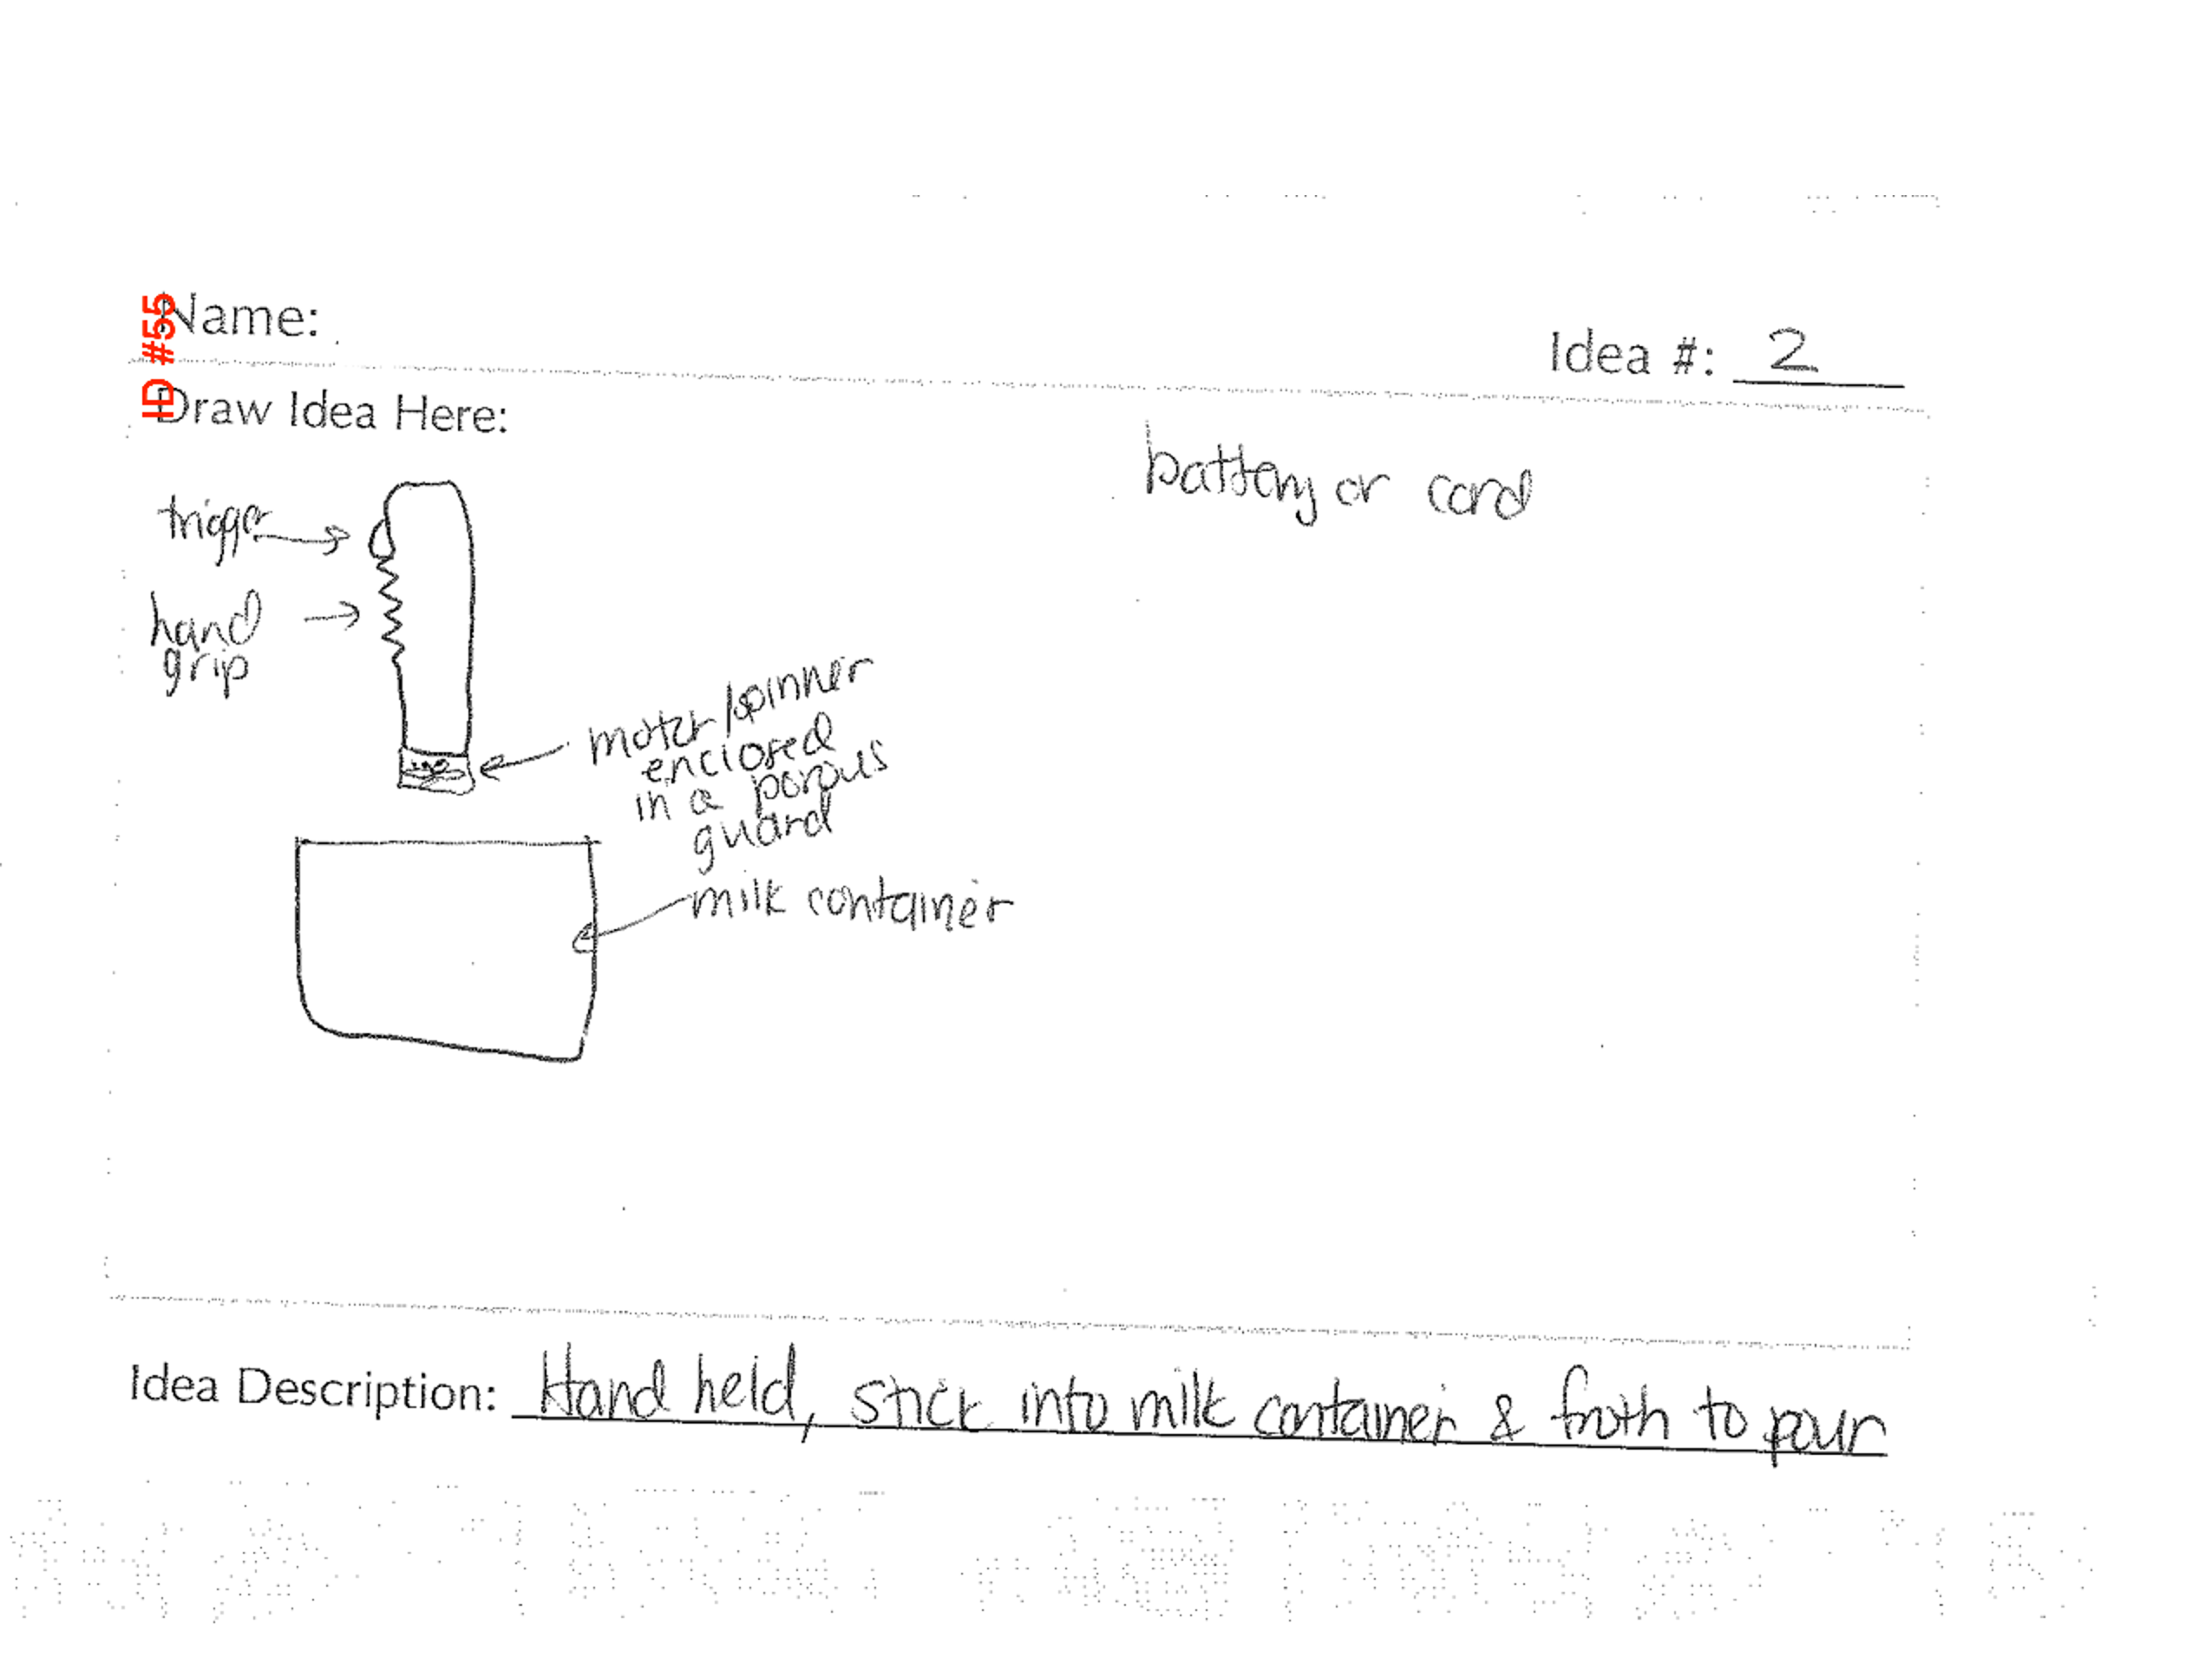 ID #55
Name:
Idea #: 2
Draw Idea Here:
battery or cord
trigger
hand
grip
motor/spinner
enclosed
in a porous
guard
milk container
Idea Description: Hand held, stick into milk container & froth to pour